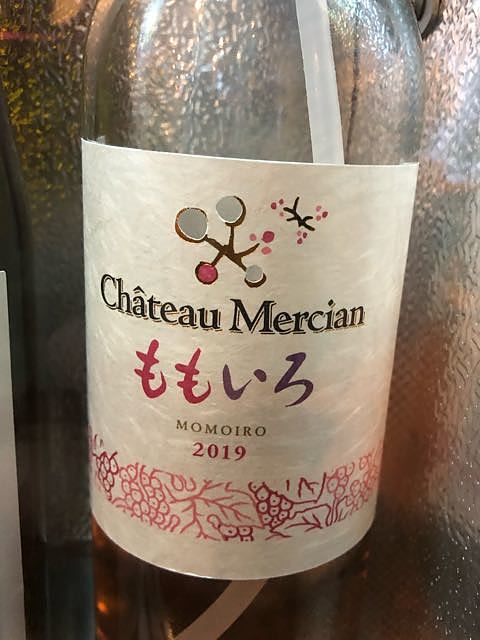 Château Mercian
ももいろ
MOMOIRO
2019